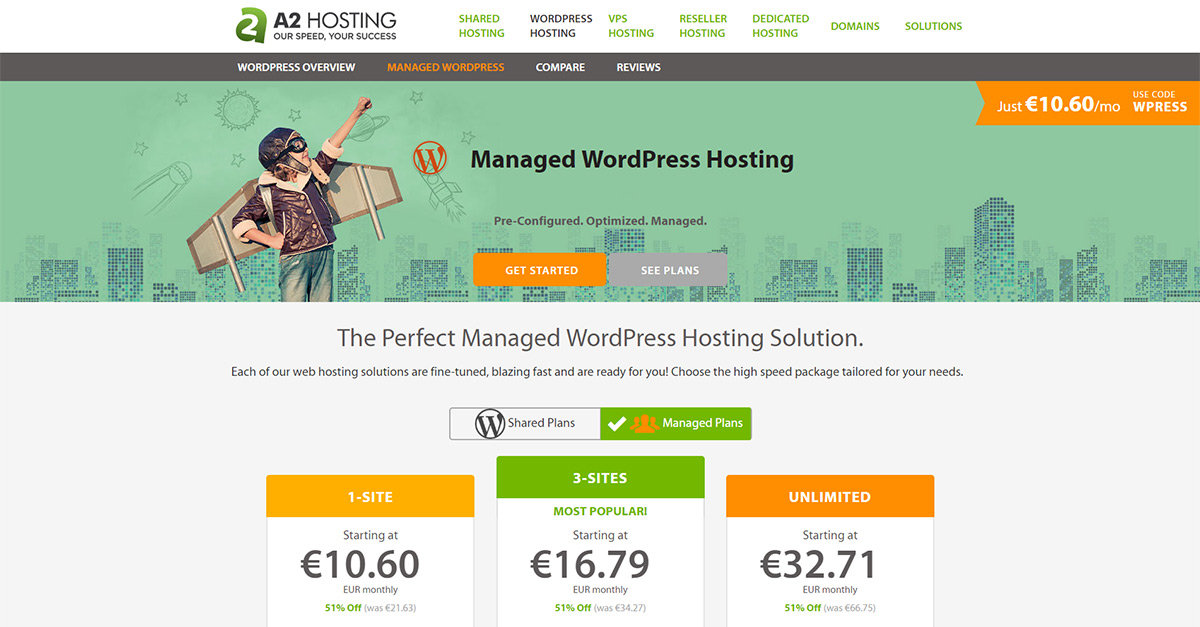 A2 HOSTING
OUR SPEED, YOUR SUCCESS
SHARED HOSTING
WORDPRESS HOSTING
VPS HOSTING
RESELLER HOSTING
DEDICATED HOSTING
DOMAINS
SOLUTIONS
WORDPRESS OVERVIEW
MANAGED WORDPRESS
COMPARE
REVIEWS
Just €10.60/mo
USE CODE
WPRESS
Managed WordPress Hosting
Pre-Configured. Optimized. Managed.
GET STARTED
SEE PLANS
The Perfect Managed WordPress Hosting Solution.
Each of our web hosting solutions are fine-tuned, blazing fast and are ready for you! Choose the high speed package tailored for your needs.
Shared Plans
Managed Plans
1-SITE
Starting at
€10.60
EUR monthly
51% Off (was €21.63)
3-SITES
MOST POPULAR!
Starting at
€16.79
EUR monthly
51% Off (was €34.27)
UNLIMITED
Starting at
€32.71
EUR monthly
51% Off (was €66.75)